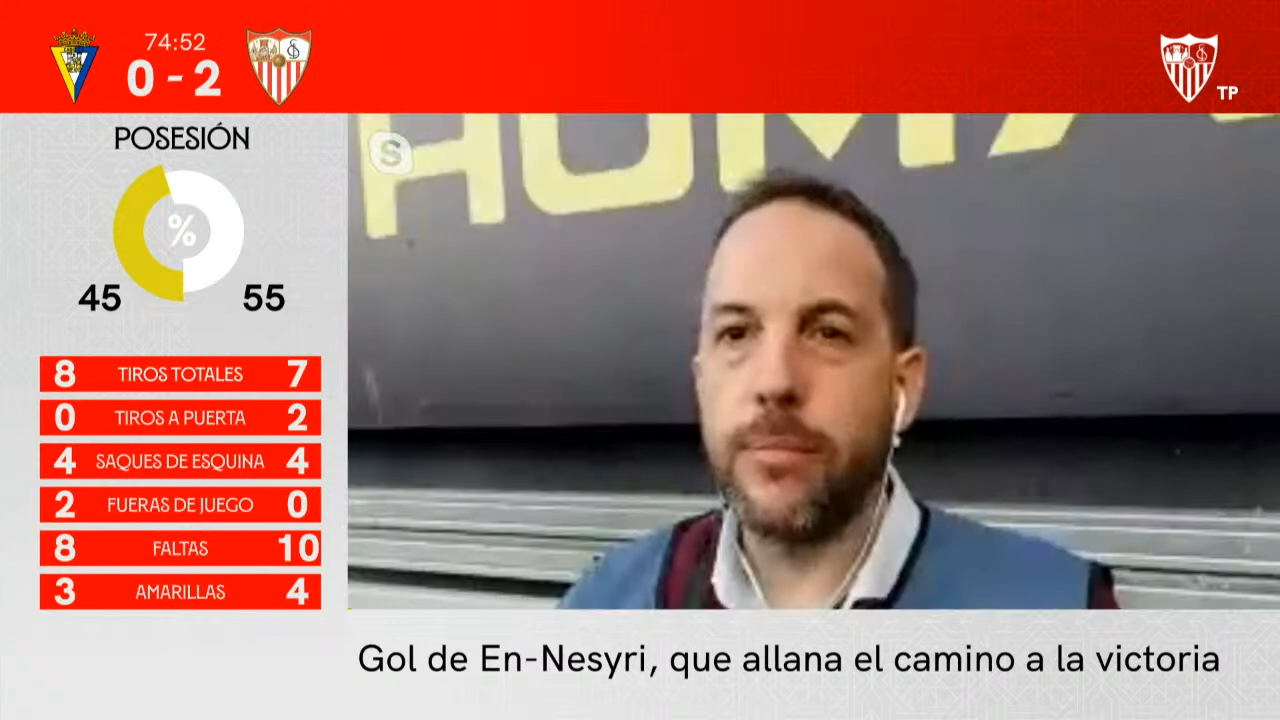 74:52
0 - 2
TP
POSESIÓN
%
45 55
8 TIROS TOTALES 7
0 TIROS A PUERTA 2
4 SAQUES DE ESQUINA 4
2 FUERAS DE JUEGO 0
8 FALTAS 10
3 AMARILLAS 4
S
Gol de En-Nesyri, que allana el camino a la victoria